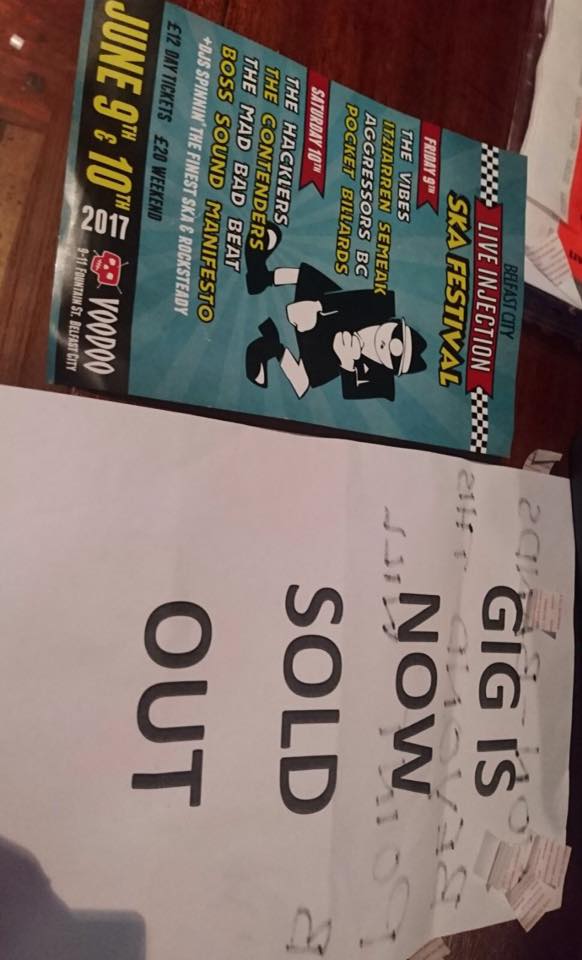 BELFAST CITY
LIVE INJECTION
SKA FESTIVAL
FRIDAY 9TH
THE VIBES
ITZIARREN SEMEAK
AGGRESSORS BC
POCKET BILLIARDS
SATURDAY 10TH
THE HACKLERS
THE CONTENDERS
THE MAD BAD BEAT
BOSS SOUND MANIFESTO
+DJS SPINNIN' THE FINEST SKA & ROCKSTEADY
£12 DAY TICKETS £20 WEEKEND
JUNE 9TH & 10TH 2017
VOODOO
9-11 FOUNTAIN ST. BELFAST CITY
GIG IS
NOW
SOLD
OUT